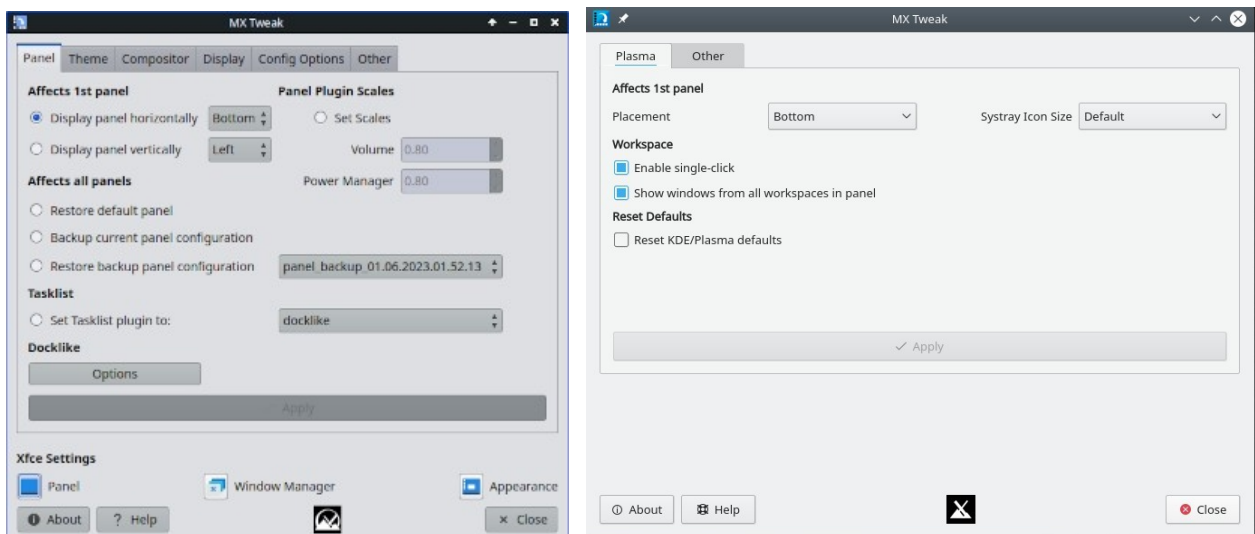 MX Tweak
Panel Theme Compositor Display Config Options Other
Affects 1st panel Panel Plugin Scales
Display panel horizontally Bottom Set Scales
Display panel vertically Left Volume 0.80
Affects all panels Power Manager 0.80
Restore default panel
Backup current panel configuration
Restore backup panel configuration panel_backup_01.06.2023.01.52.13
Tasklist
Set Tasklist plugin to: docklike
Docklike
Options
Apply
Xfce Settings
Panel Window Manager Appearance
About ? Help × Close
MX Tweak
Plasma Other
Affects 1st panel
Placement Bottom Systray Icon Size Default
Workspace
Enable single-click
Show windows from all workspaces in panel
Reset Defaults
Reset KDE/Plasma defaults
Apply
About Help Close